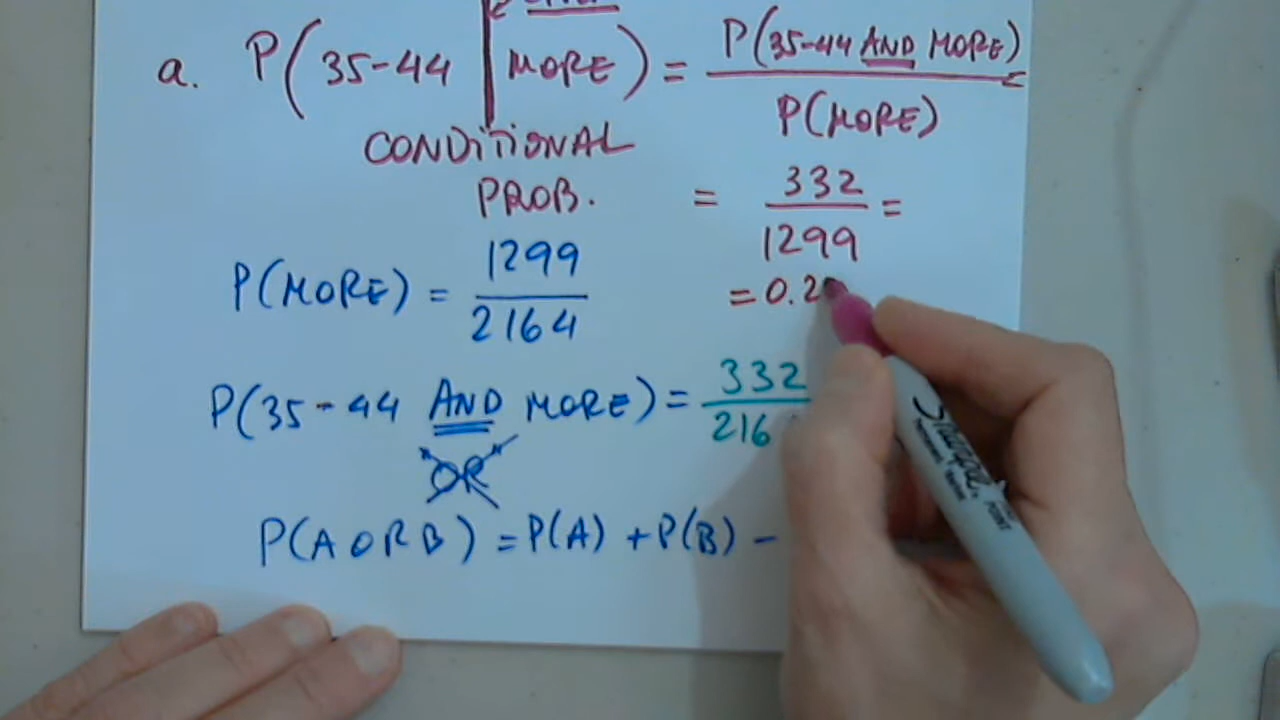 a. P(35-44 | MORE) = P(35-44 AND MORE)
P(MORE)
CONDITIONAL
PROB.
= 332
1299 =
= 0.2
P(MORE) = 1299
2164
P(35-44 AND MORE) = 332
216
OR
P(A OR B) = P(A) + P(B) -
Sharpie